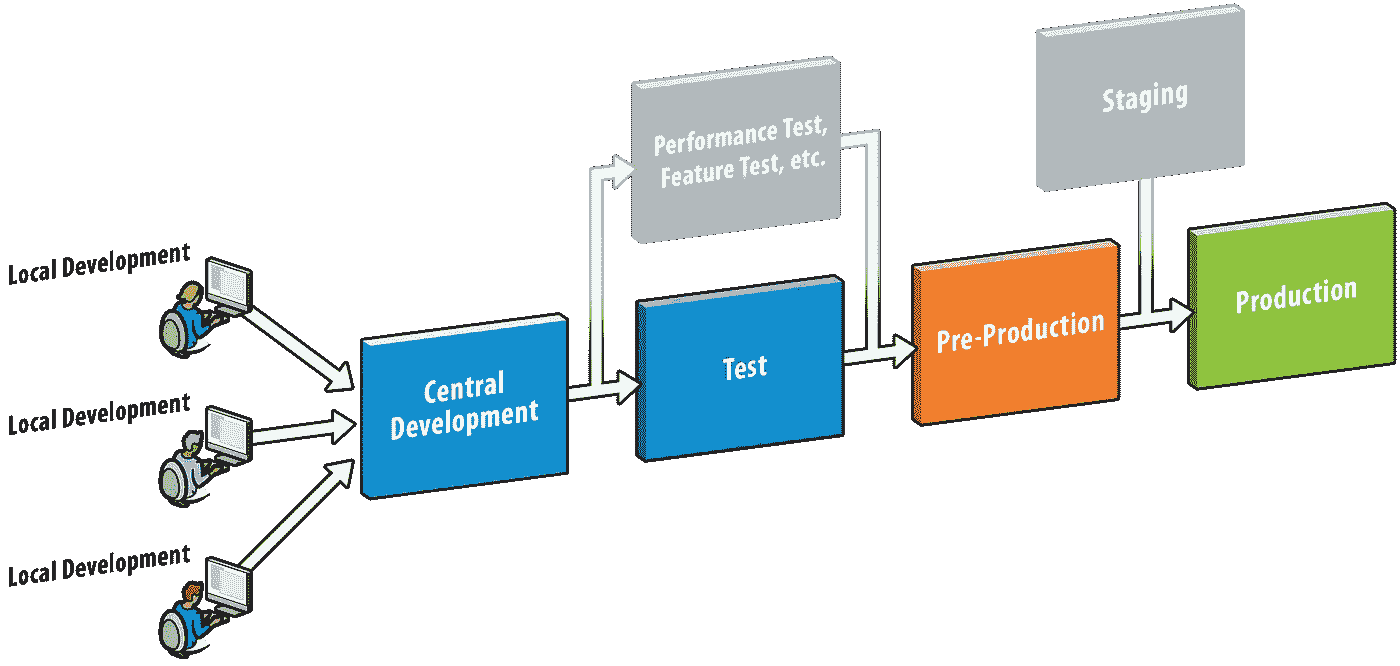 Local Development
Local Development
Local Development
Central
Development
Performance Test,
Feature Test, etc.
Test
Pre-Production
Staging
Production